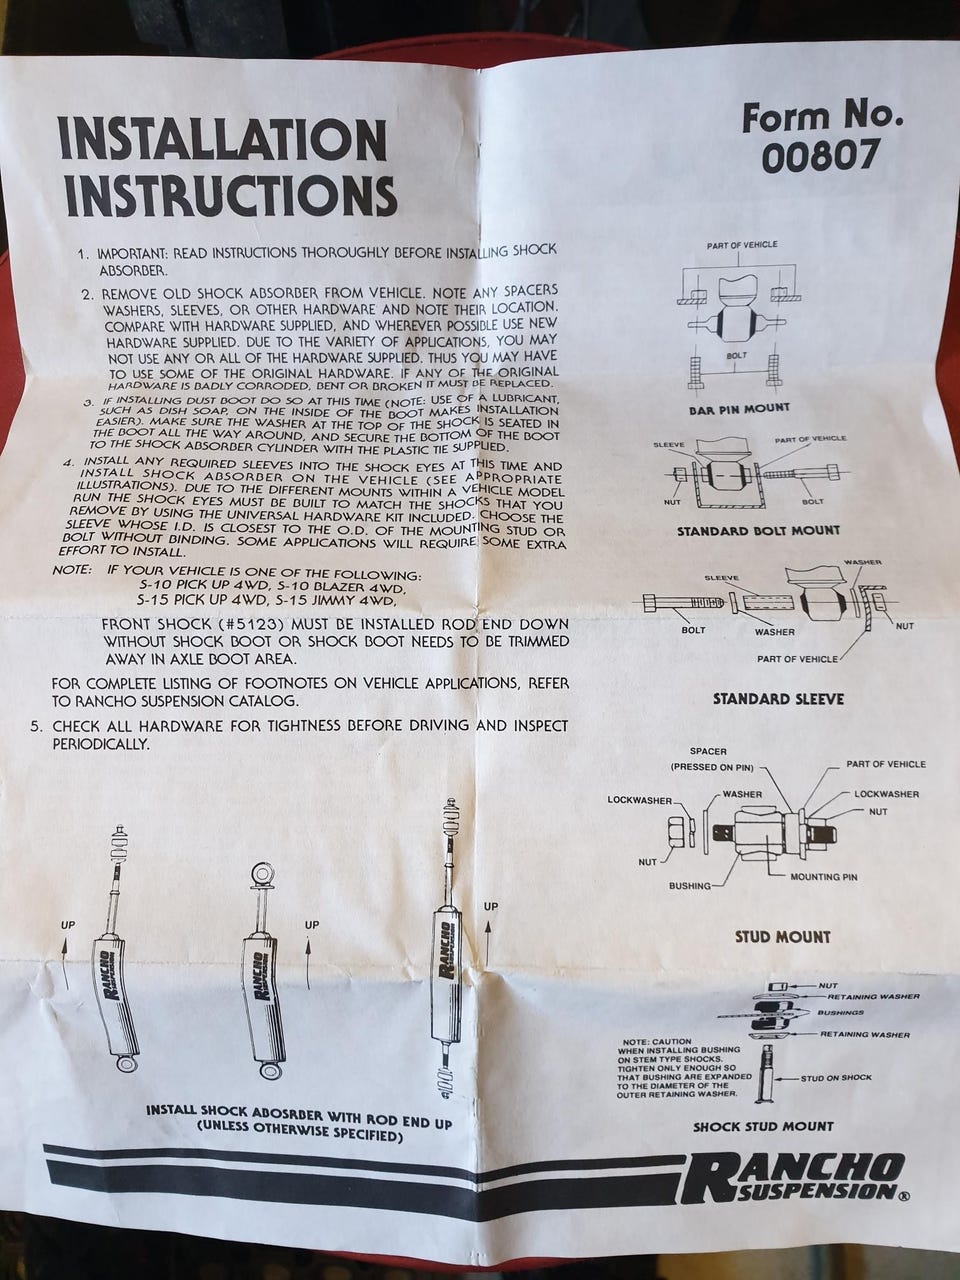 INSTALLATION
INSTRUCTIONS
Form No.
00807
1. IMPORTANT: READ INSTRUCTIONS THOROUGHLY BEFORE INSTALLING SHOCK
ABSORBER.
2. REMOVE OLD SHOCK ABSORBER FROM VEHICLE. NOTE ANY SPACERS
WASHERS, SLEEVES, OR OTHER HARDWARE AND NOTE THEIR LOCATION.
COMPARE WITH HARDWARE SUPPLIED, AND WHEREVER POSSIBLE USE NEW
HARDWARE SUPPLIED. DUE TO THE VARIETY OF APPLICATIONS, YOU MAY
NOT USE ANY OR ALL OF THE HARDWARE SUPPLIED. THUS YOU MAY HAVE
TO USE SOME OF THE ORIGINAL HARDWARE. IF ANY OF THE ORIGINAL
HARDWARE IS BADLY CORRODED, BENT OR BROKEN IT MUST BE REPLACED.
3. IF INSTALLING DUST BOOT DO SO AT THIS TIME (NOTE: USE OF A LUBRICANT,
SUCH AS DISH SOAP, ON THE INSIDE OF THE BOOT MAKES INSTALLATION
EASIER). MAKE SURE THE WASHER AT THE TOP OF THE SHOCK IS SEATED IN
THE BOOT ALL THE WAY AROUND, AND SECURE THE BOTTOM OF THE BOOT
TO THE SHOCK ABSORBER CYLINDER WITH THE PLASTIC TIE SUPPLIED.
4. INSTALL ANY REQUIRED SLEEVES INTO THE SHOCK EYES AT THIS TIME AND
INSTALL SHOCK ABSORBER ON THE VEHICLE (SEE APPROPRIATE
ILLUSTRATIONS). DUE TO THE DIFFERENT MOUNTS WITHIN A VEHICLE MODEL
RUN THE SHOCK EYES MUST BE BUILT TO MATCH THE SHOCKS THAT YOU
REMOVE BY USING THE UNIVERSAL HARDWARE KIT INCLUDED. CHOOSE THE
SLEEVE WHOSE I.D. IS CLOSEST TO THE O.D. OF THE MOUNTING STUD OR
BOLT WITHOUT BINDING. SOME APPLICATIONS WILL REQUIRE SOME EXTRA
EFFORT TO INSTALL.
NOTE: IF YOUR VEHICLE IS ONE OF THE FOLLOWING:
S-10 PICK UP 4WD, S-10 BLAZER 4WD,
S-15 PICK UP 4WD, S-15 JIMMY 4WD,
FRONT SHOCK (#5123) MUST BE INSTALLED ROD END DOWN
WITHOUT SHOCK BOOT OR SHOCK BOOT NEEDS TO BE TRIMMED
AWAY IN AXLE BOOT AREA.
FOR COMPLETE LISTING OF FOOTNOTES ON VEHICLE APPLICATIONS, REFER
TO RANCHO SUSPENSION CATALOG.
5. CHECK ALL HARDWARE FOR TIGHTNESS BEFORE DRIVING AND INSPECT
PERIODICALLY.
UP
RANCHO
SUSPENSION
UP
RANCHO
SUSPENSION
UP
RANCHO
SUSPENSION
INSTALL SHOCK ABOSRBER WITH ROD END UP
(UNLESS OTHERWISE SPECIFIED)
PART OF VEHICLE
BOLT
BAR PIN MOUNT
SLEEVE
PART OF VEHICLE
NUT
BOLT
STANDARD BOLT MOUNT
WASHER
SLEEVE
BOLT
WASHER
NUT
PART OF VEHICLE
STANDARD SLEEVE
SPACER
(PRESSED ON PIN)
PART OF VEHICLE
LOCKWASHER
WASHER
LOCKWASHER
NUT
NUT
MOUNTING PIN
BUSHING
STUD MOUNT
NUT
RETAINING WASHER
BUSHINGS
RETAINING WASHER
NOTE: CAUTION
WHEN INSTALLING BUSHING
ON STEM TYPE SHOCKS.
TIGHTEN ONLY ENOUGH SO
THAT BUSHING ARE EXPANDED
TO THE DIAMETER OF THE
OUTER RETAINING WASHER.
STUD ON SHOCK
SHOCK STUD MOUNT
RANCHO
SUSPENSION®